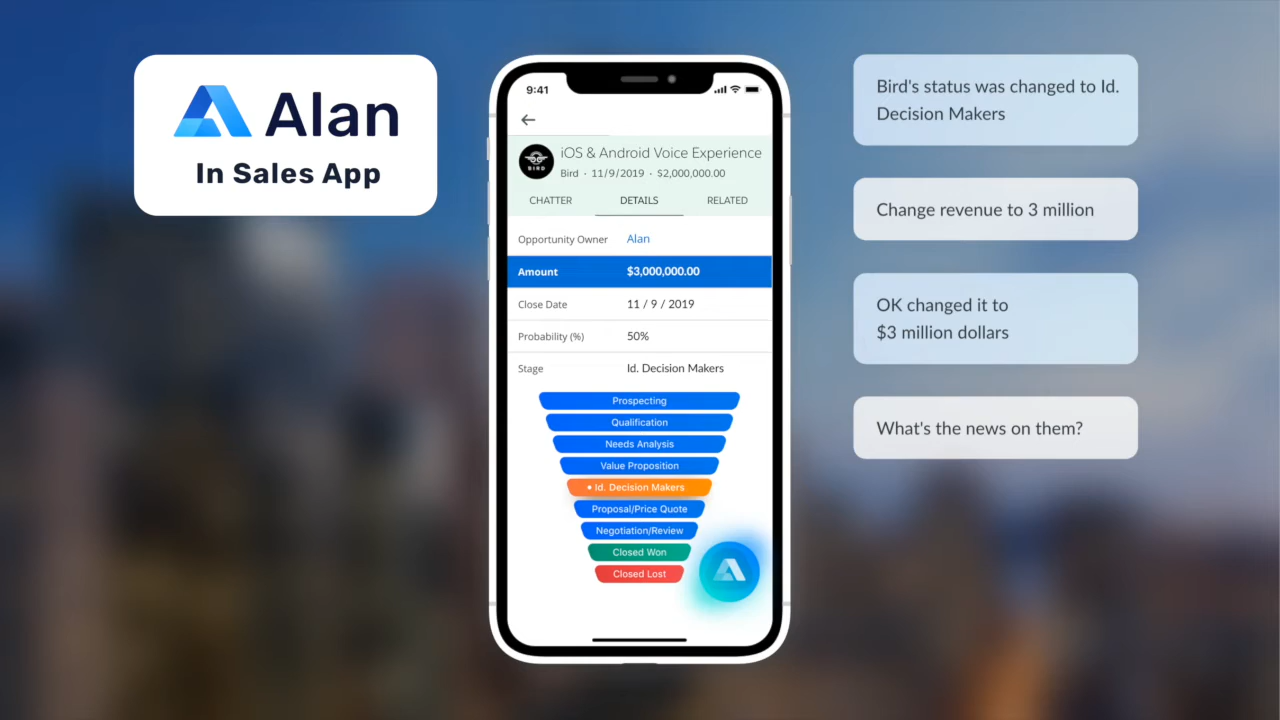 Alan
In Sales App
9:41
iOS & Android Voice Experience
BIRD
Bird · 11/9/2019 · $2,000,000.00
CHATTER DETAILS RELATED
Opportunity Owner Alan
Amount $3,000,000.00
Close Date 11 / 9 / 2019
Probability (%) 50%
Stage Id. Decision Makers
Prospecting
Qualification
Needs Analysis
Value Proposition
• Id. Decision Makers
Proposal/Price Quote
Negotiation/Review
Closed Won
Closed Lost
Bird's status was changed to Id.
Decision Makers
Change revenue to 3 million
OK changed it to
$3 million dollars
What's the news on them?